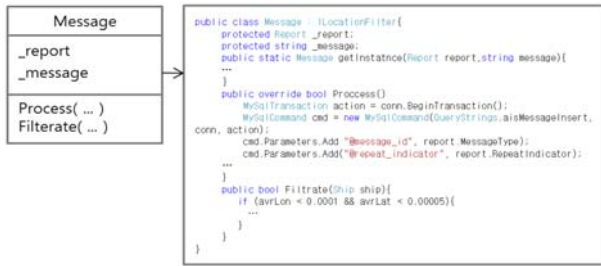 Message
_report
_message
Process( ... )
Filterate( ... )
public class Message : ILocationFilter{
protected Report _report;
protected string _message;
public static Message getInstatnce(Report report,string message){
...
}
public override bool Proccess()
MySqlTransaction action = conn.BeginTransaction();
MySqlCommand cmd = new MySqlCommand(QueryStrings.aisMessageInsert,
conn, action);
cmd.Parameters.Add "@message_id", report.MessageType);
cmd.Parameters.Add("@repeat_indicator", report.RepeatIndicator);
...
}
public bool Filtrate(Ship ship){
if (avrLon < 0.0001 && avrLat < 0.00005){
...
}
}
}